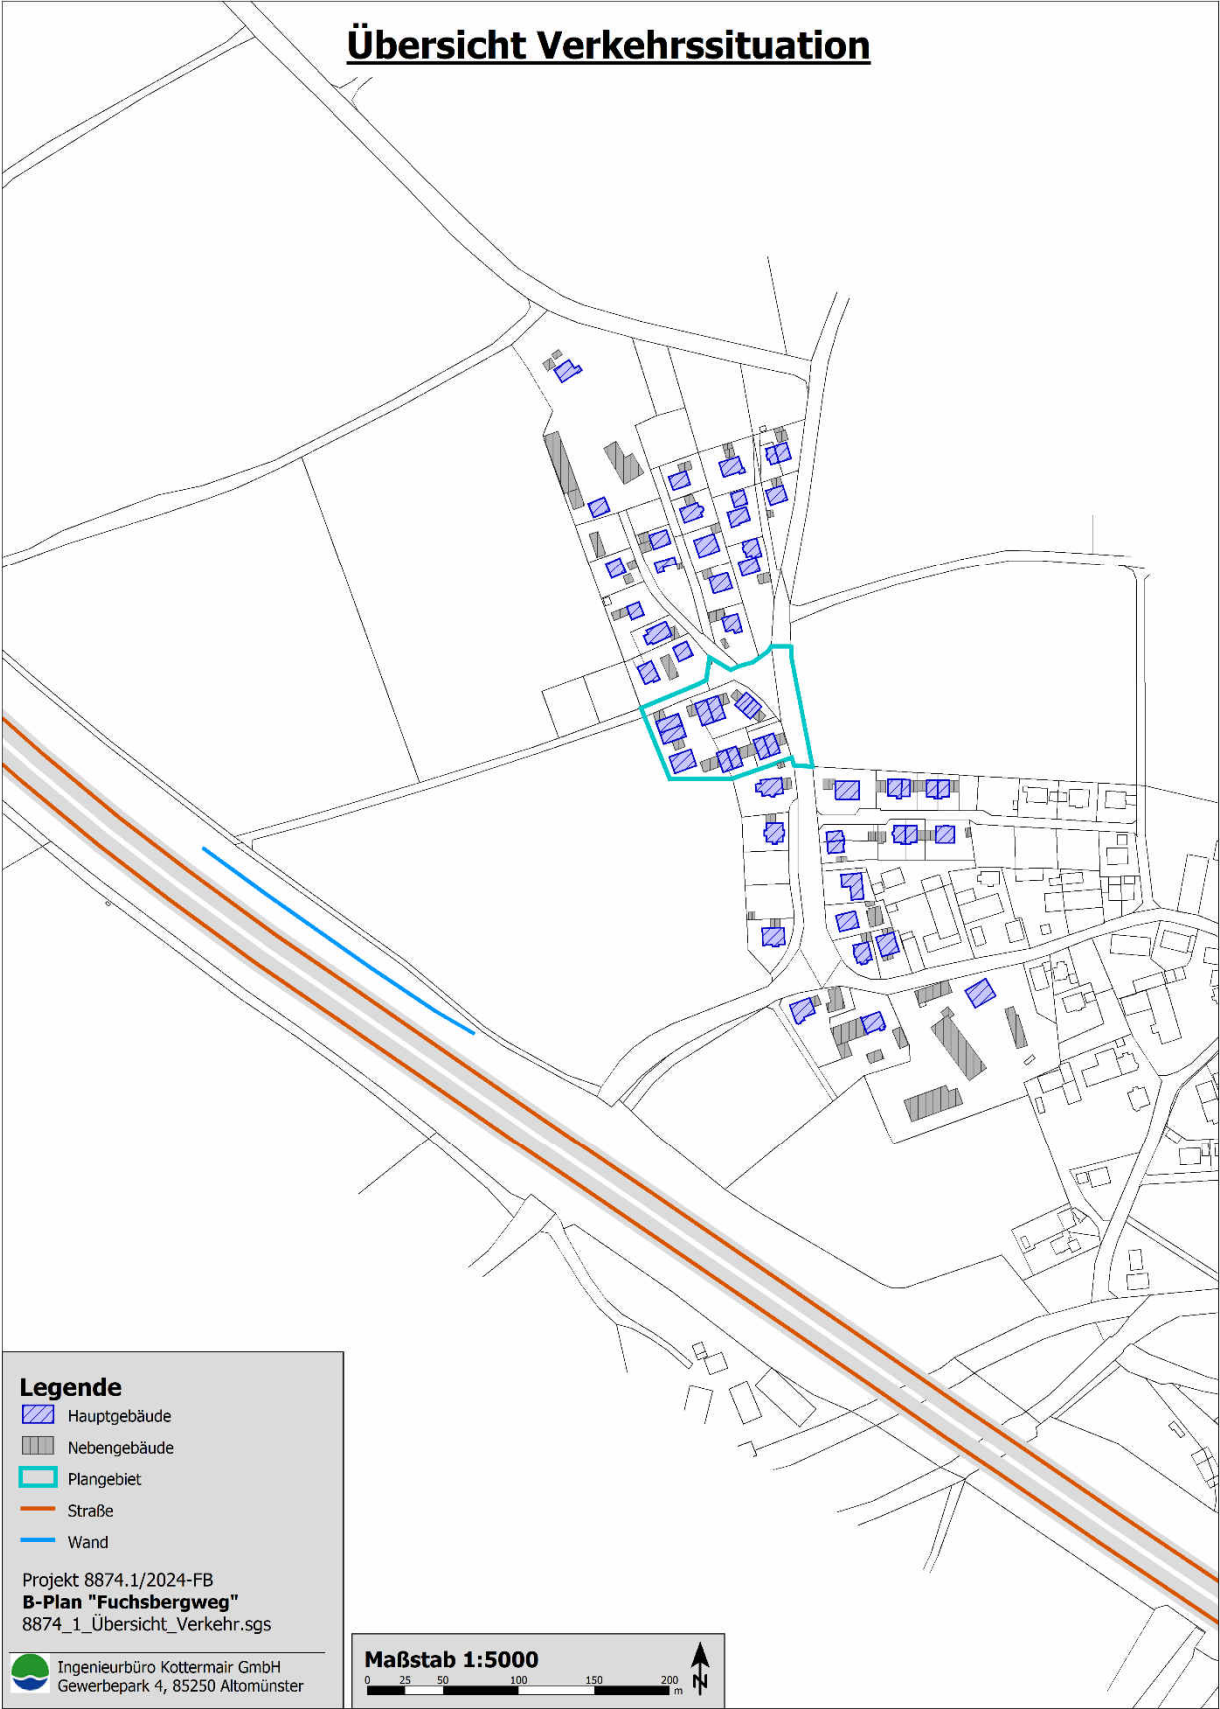 Übersicht Verkehrssituation
Legende
Hauptgebäude
Nebengebäude
Plangebiet
Straße
Wand
Projekt 8874.1/2024-FB
B-Plan "Fuchsbergweg"
8874_1_Übersicht_Verkehr.sgs
Ingenieurbüro Kottermair GmbH
Gewerbepark 4, 85250 Altomünster
Maßstab 1:5000
0 25 50 100 150 200
m
N